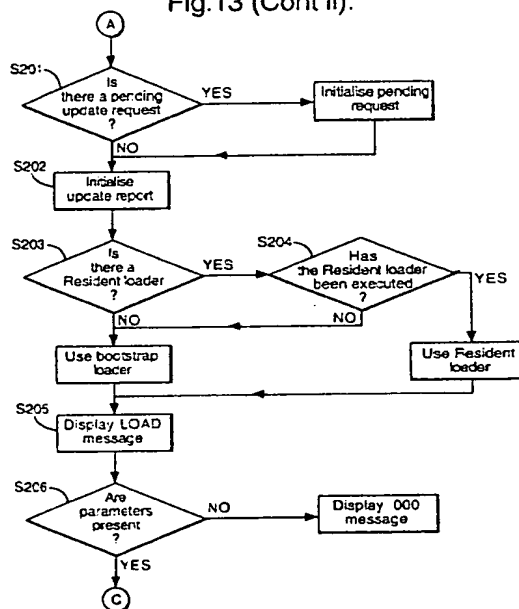 Fig.13 (Cont II).
A
S201
Is
there a pending
update request
?
YES
Initialise pending
request
NO
S202
Initialise
update report
S203
Is
there a
Resident loader
?
YES
S204
Has
the Resident loader
been executed
?
YES
NO
NO
Use bootstrap
loader
Use Resident
loader
S205
Display LOAD
message
S206
Are
parameters
present
?
NO
Display 000
message
YES
C